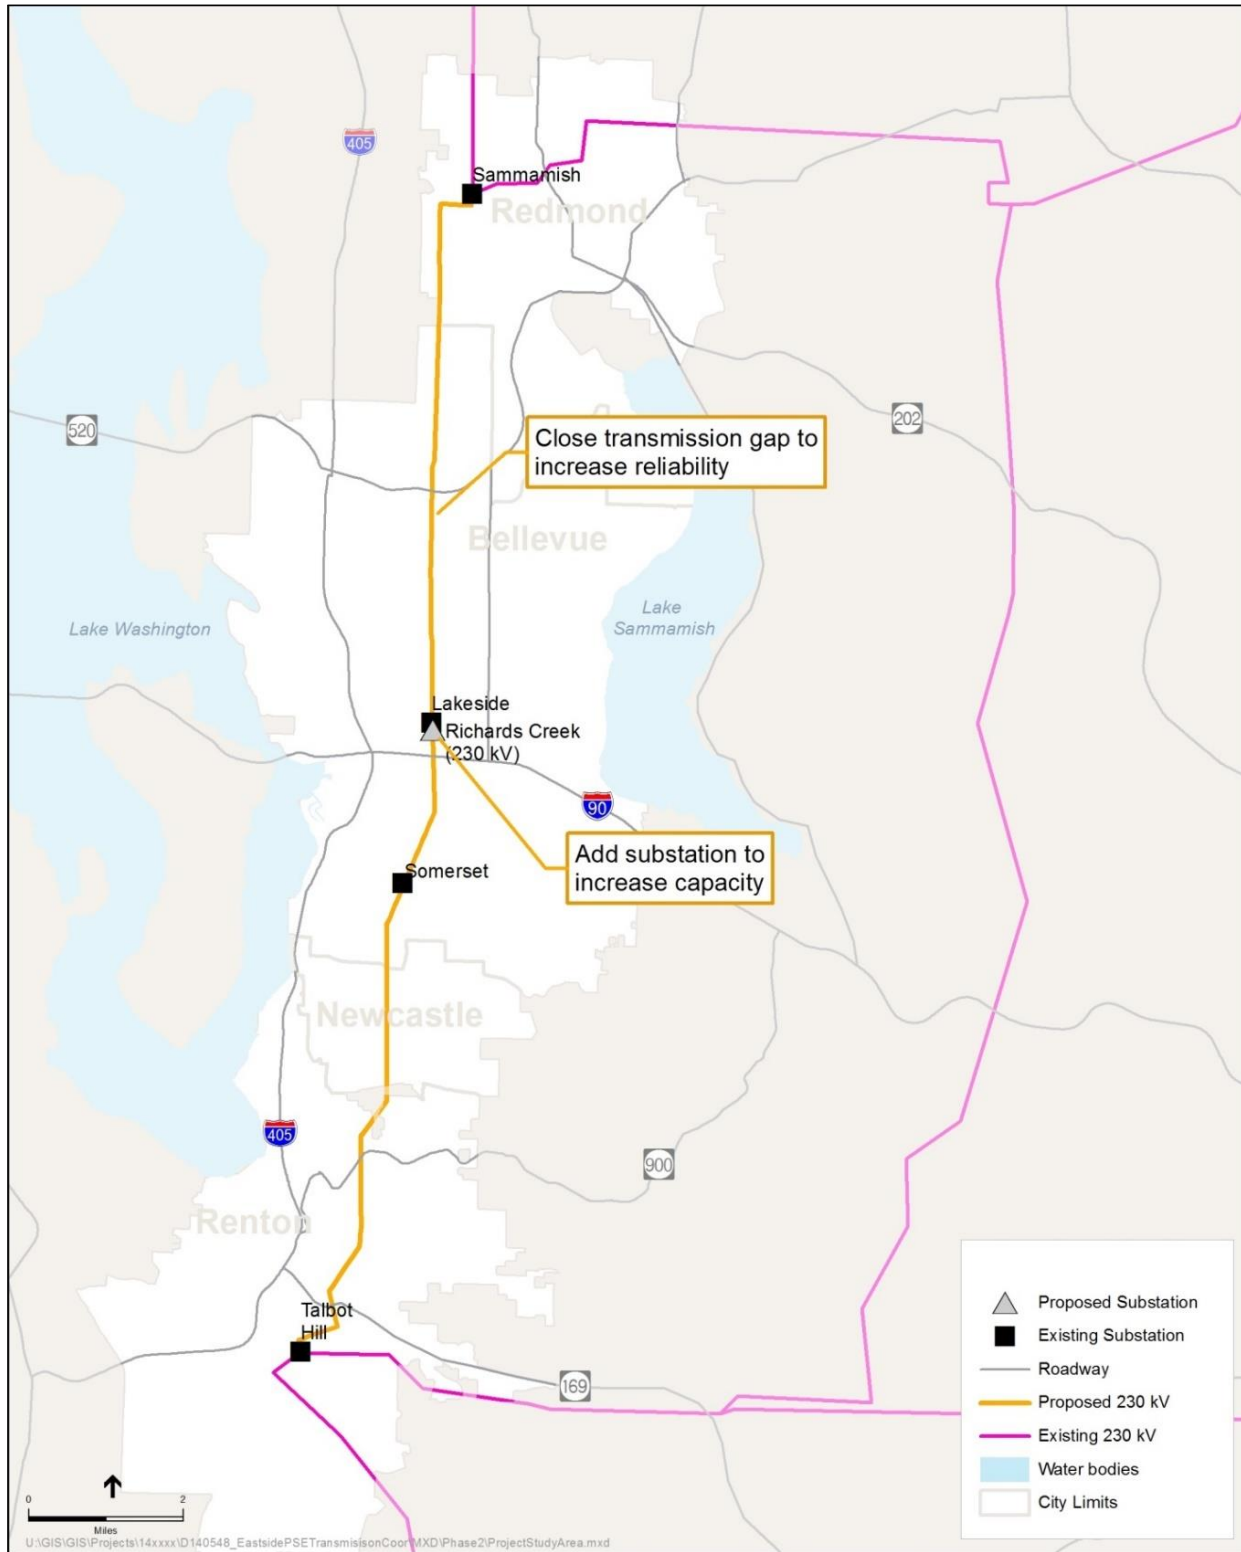 405
Sammamish
Redmond
520
202
Close transmission gap to
increase reliability
Bellevue
Lake Washington
Lake
Sammamish
Lakeside
Richards Creek
(230 kV)
90
Add substation to
increase capacity
Somerset
Newcastle
405
900
Renton
Talbot
Hill
169
Proposed Substation
Existing Substation
Roadway
Proposed 230 kV
Existing 230 kV
Water bodies
City Limits
0 2
Miles
U:\GIS\GIS\Projects\14xxxx\D140548_EastsidePSETransmisisonCoor\MXD\Phase2\ProjectStudyArea.mxd